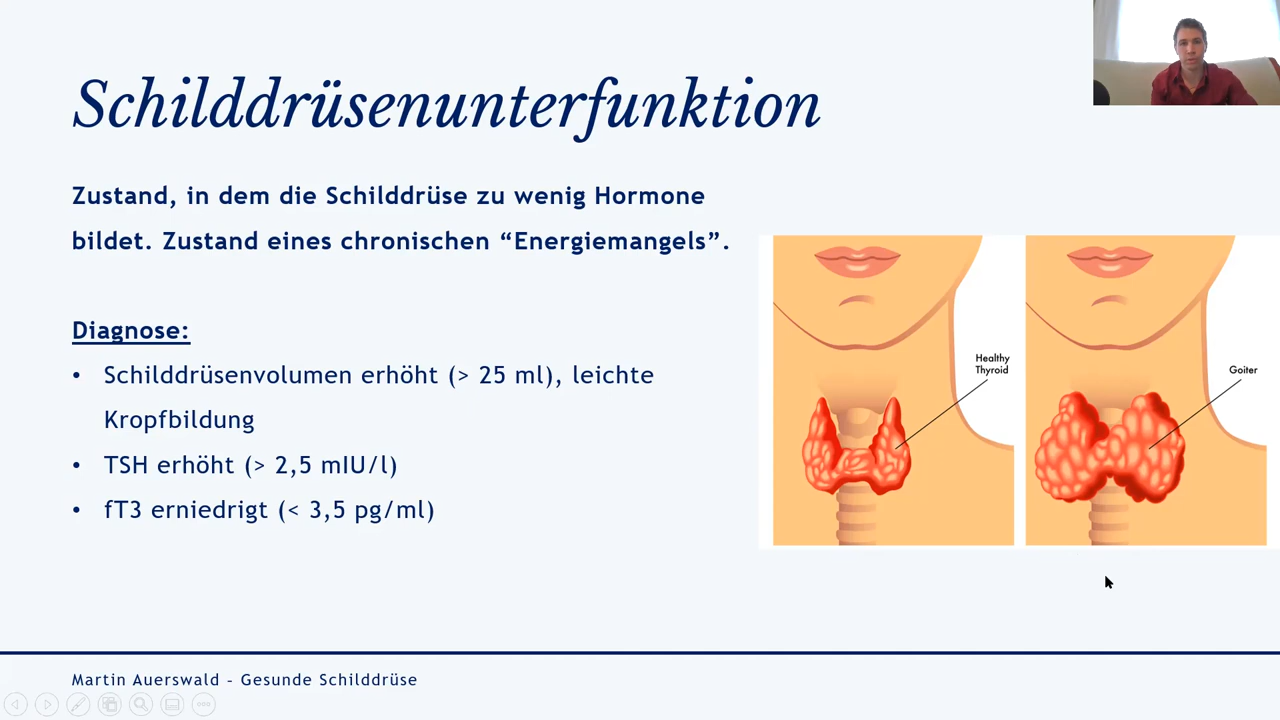 Schilddrüsenunterfunktion
Zustand, in dem die Schilddrüse zu wenig Hormone
bildet. Zustand eines chronischen “Energiemangels”.
Diagnose:
• Schilddrüsenvolumen erhöht (> 25 ml), leichte
Kropfbildung
• TSH erhöht (> 2,5 mIU/l)
• fT3 erniedrigt (< 3,5 pg/ml)
Healthy
Thyroid
Goiter
Martin Auerswald – Gesunde Schilddrüse